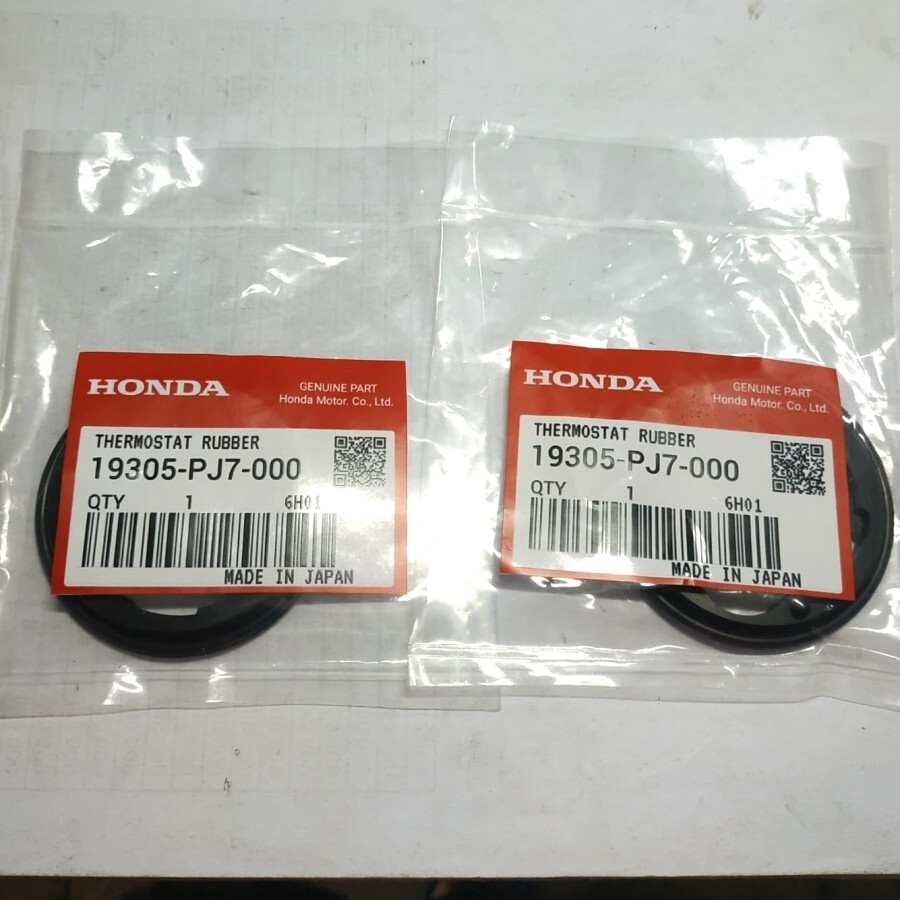 HONDA
GENUINE PART
Honda Motor. Co., Ltd.
THERMOSTAT RUBBER
19305-PJ7-000
QTY 1 6H01
MADE IN JAPAN
HONDA
GENUINE PART
Honda Motor. Co., Ltd.
THERMOSTAT RUBBER
19305-PJ7-000
QTY 1 6H01
MADE IN JAPAN